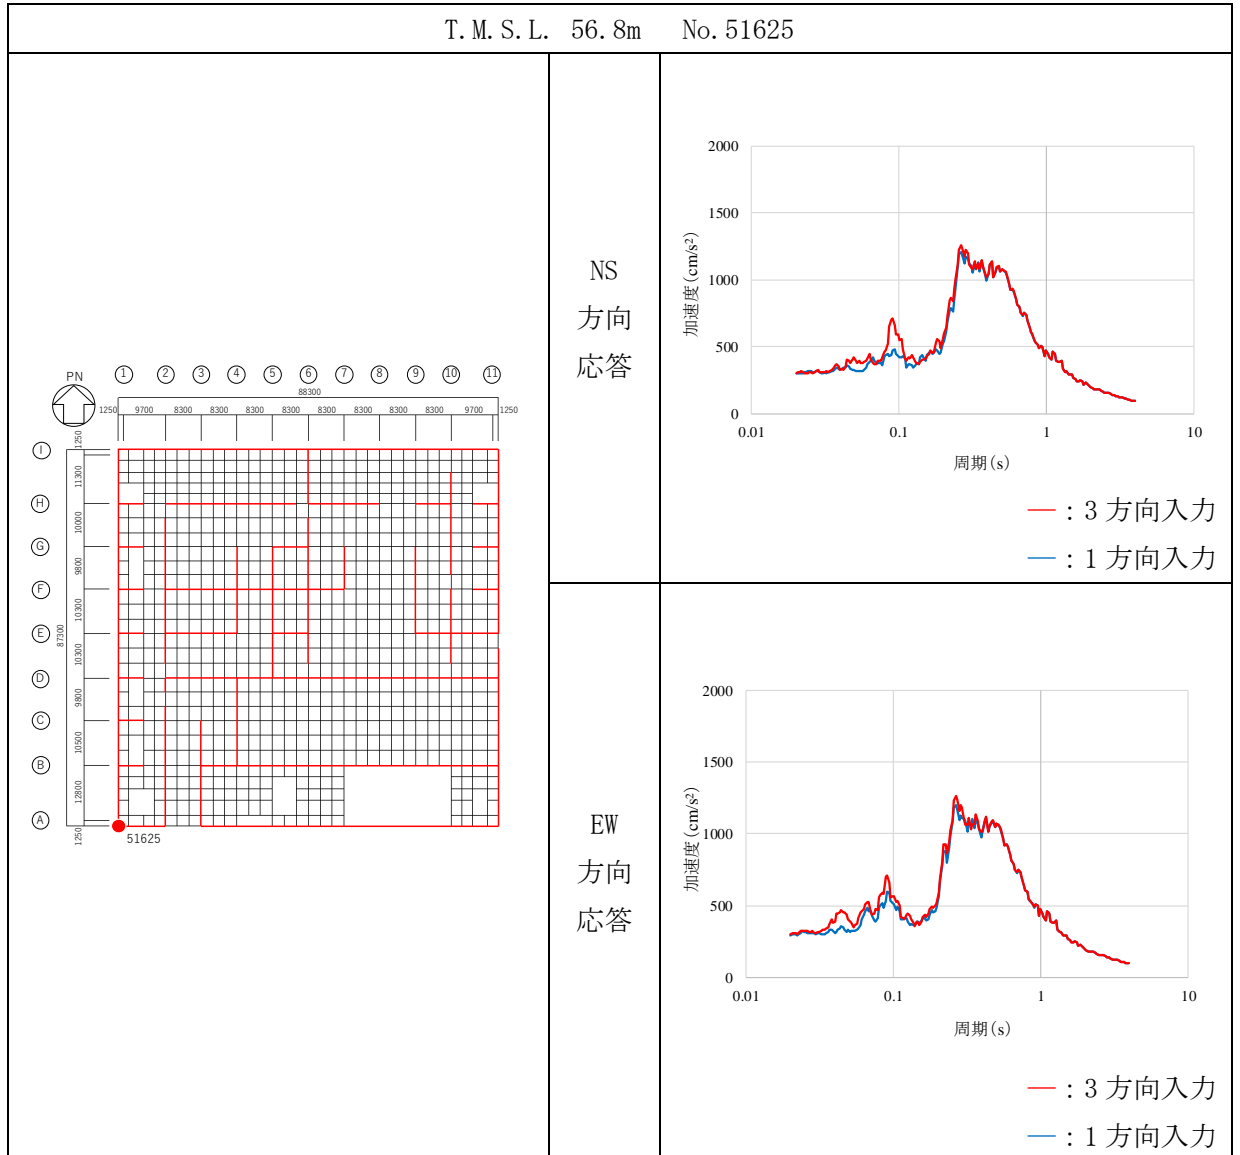 T.M.S.L. 56.8m No.51625
PN
1 2 3 4 5 6 7 8 9 10 11
88300
1250 9700 8300 8300 8300 8300 8300 8300 8300 8300 9700 1250
I
H
G
F
E
D
C
B
A
87300
1250
11300
10000
9800
10300
10300
9800
10500
12800
1250
51625
NS
方向
応答
2000
1500
1000
500
0
加速度(cm/s²)
0.01 0.1 1 10
周期(s)
:3方向入力
:1方向入力
EW
方向
応答
2000
1500
1000
500
0
加速度(cm/s²)
0.01 0.1 1 10
周期(s)
:3方向入力
:1方向入力